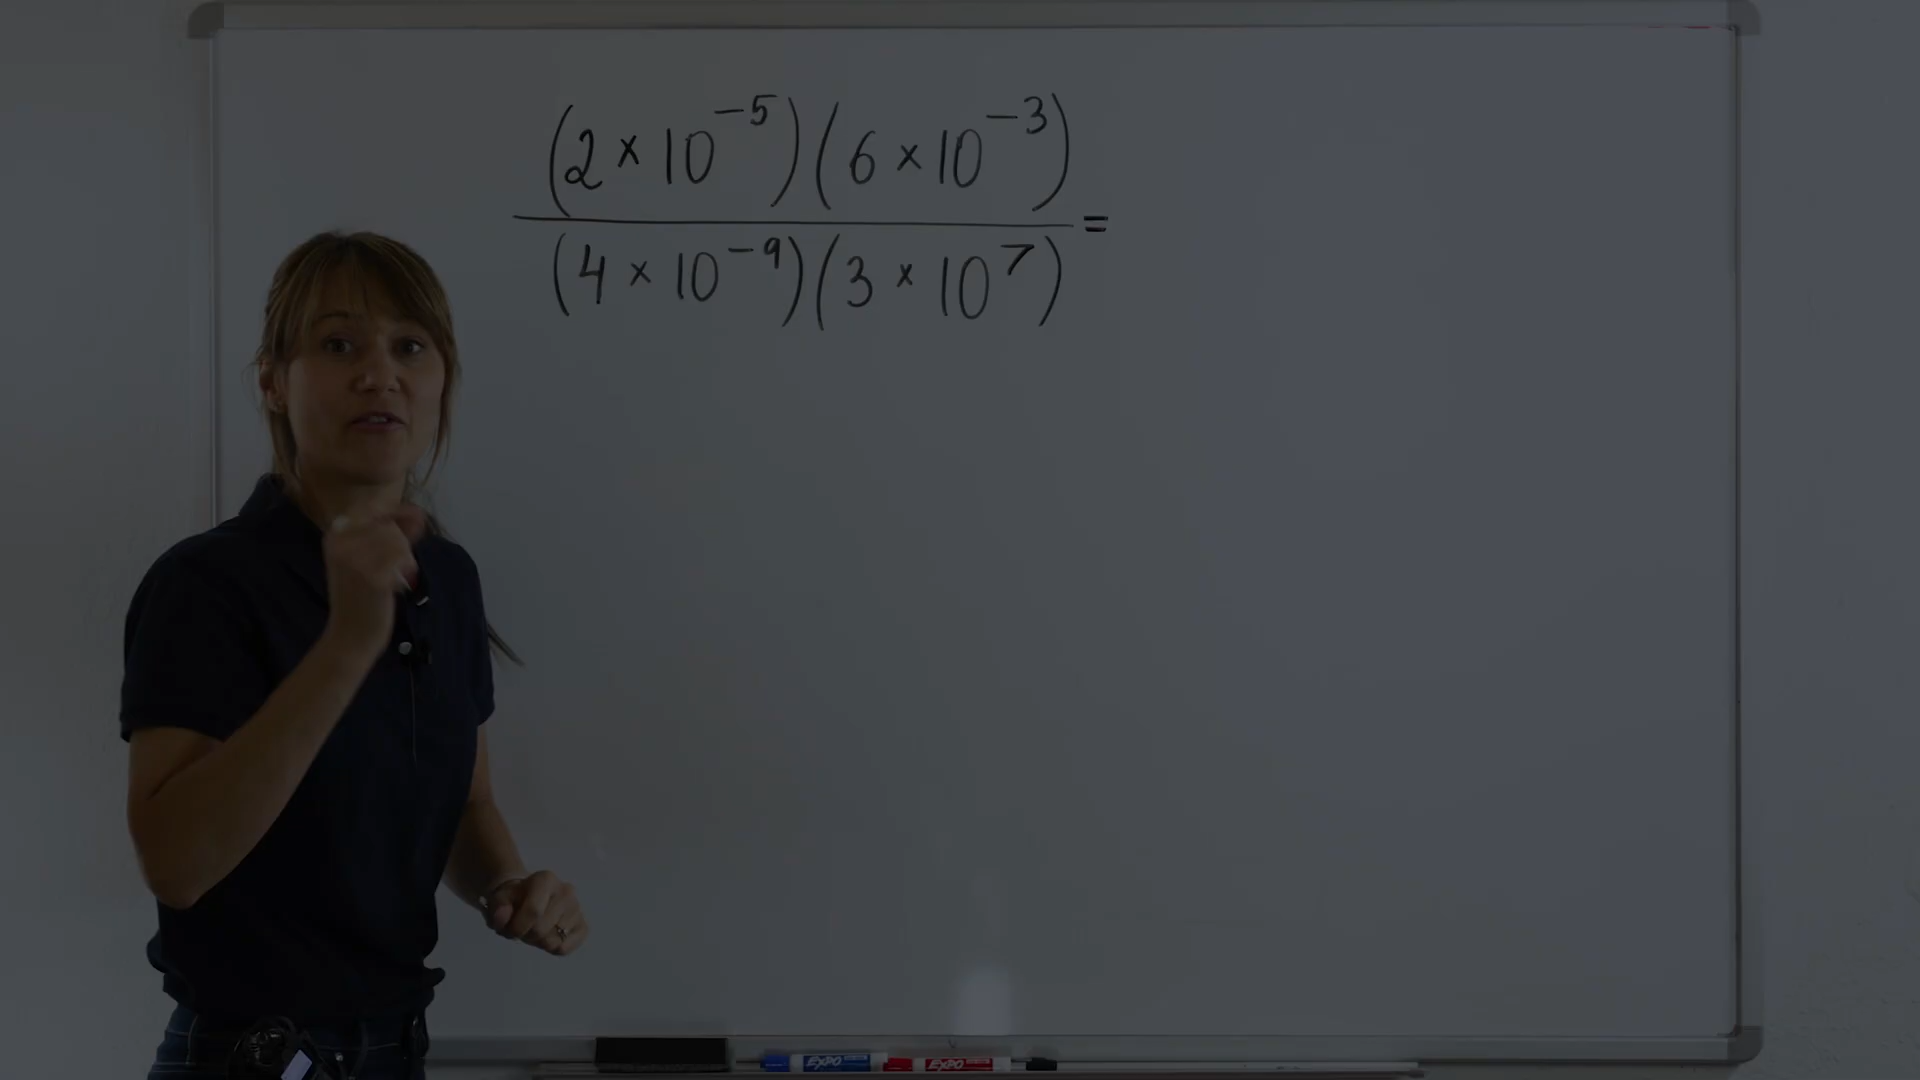 (2 × 10⁻⁵)(6 × 10⁻³)
=
(4 × 10⁻⁹)(3 × 10⁷)
EXPO EXPO